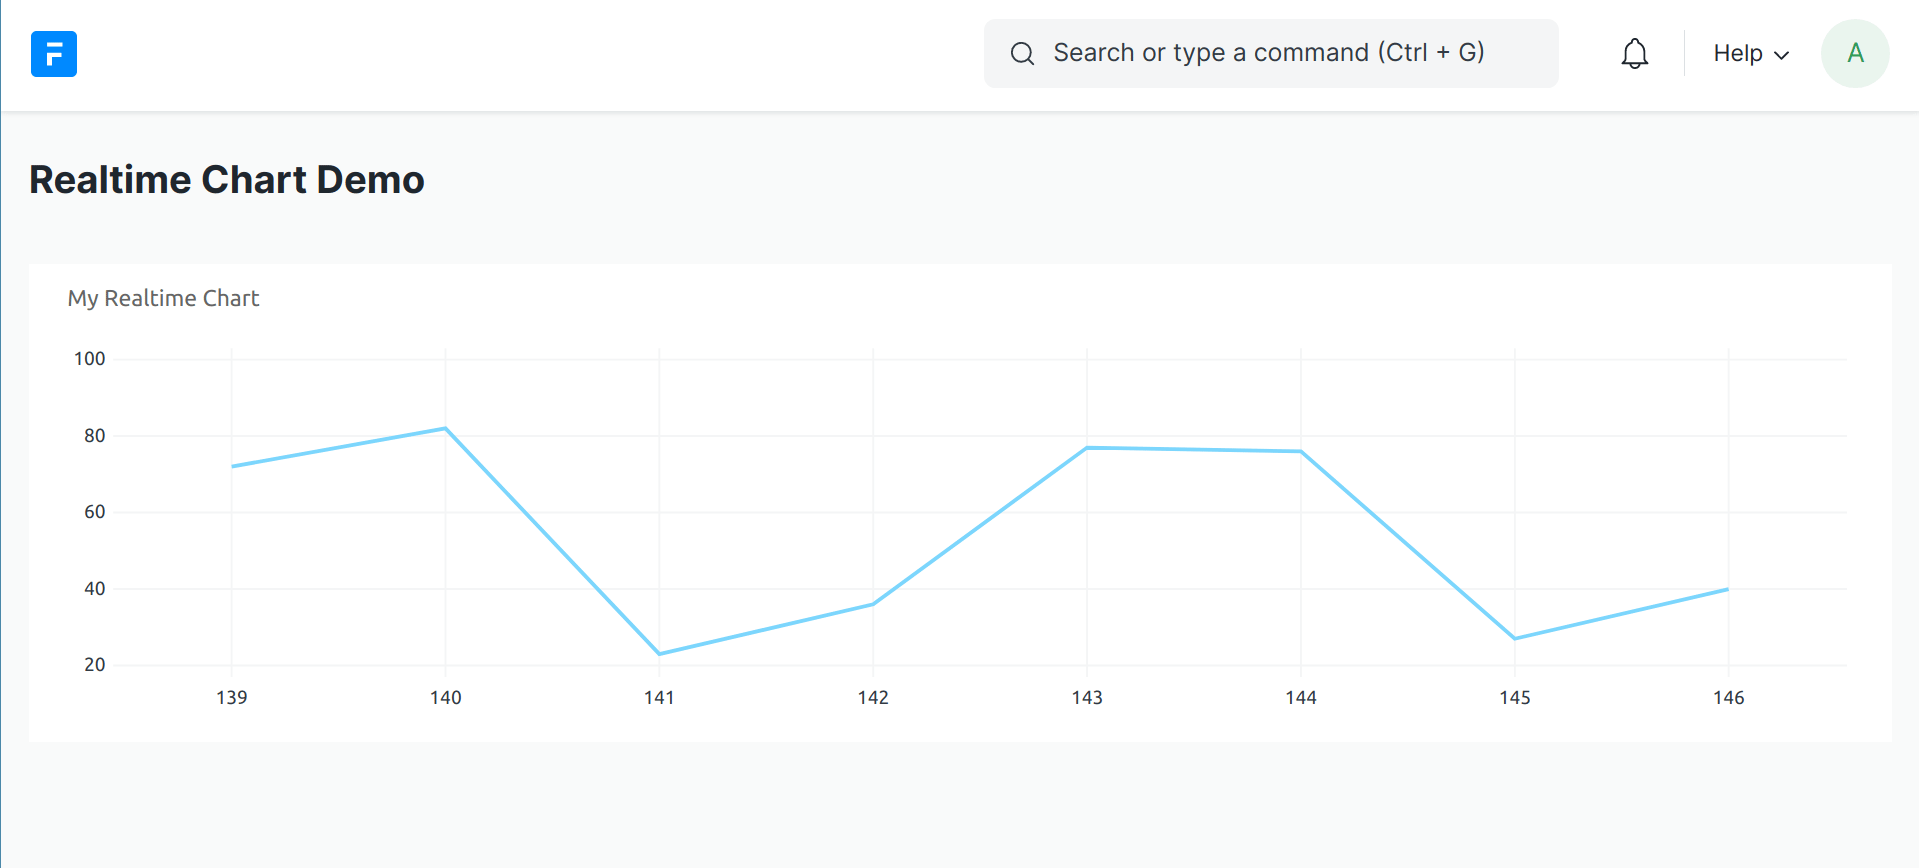 F
Search or type a command (Ctrl + G)
Help
A
Realtime Chart Demo
My Realtime Chart
100
80
60
40
20
139 140 141 142 143 144 145 146